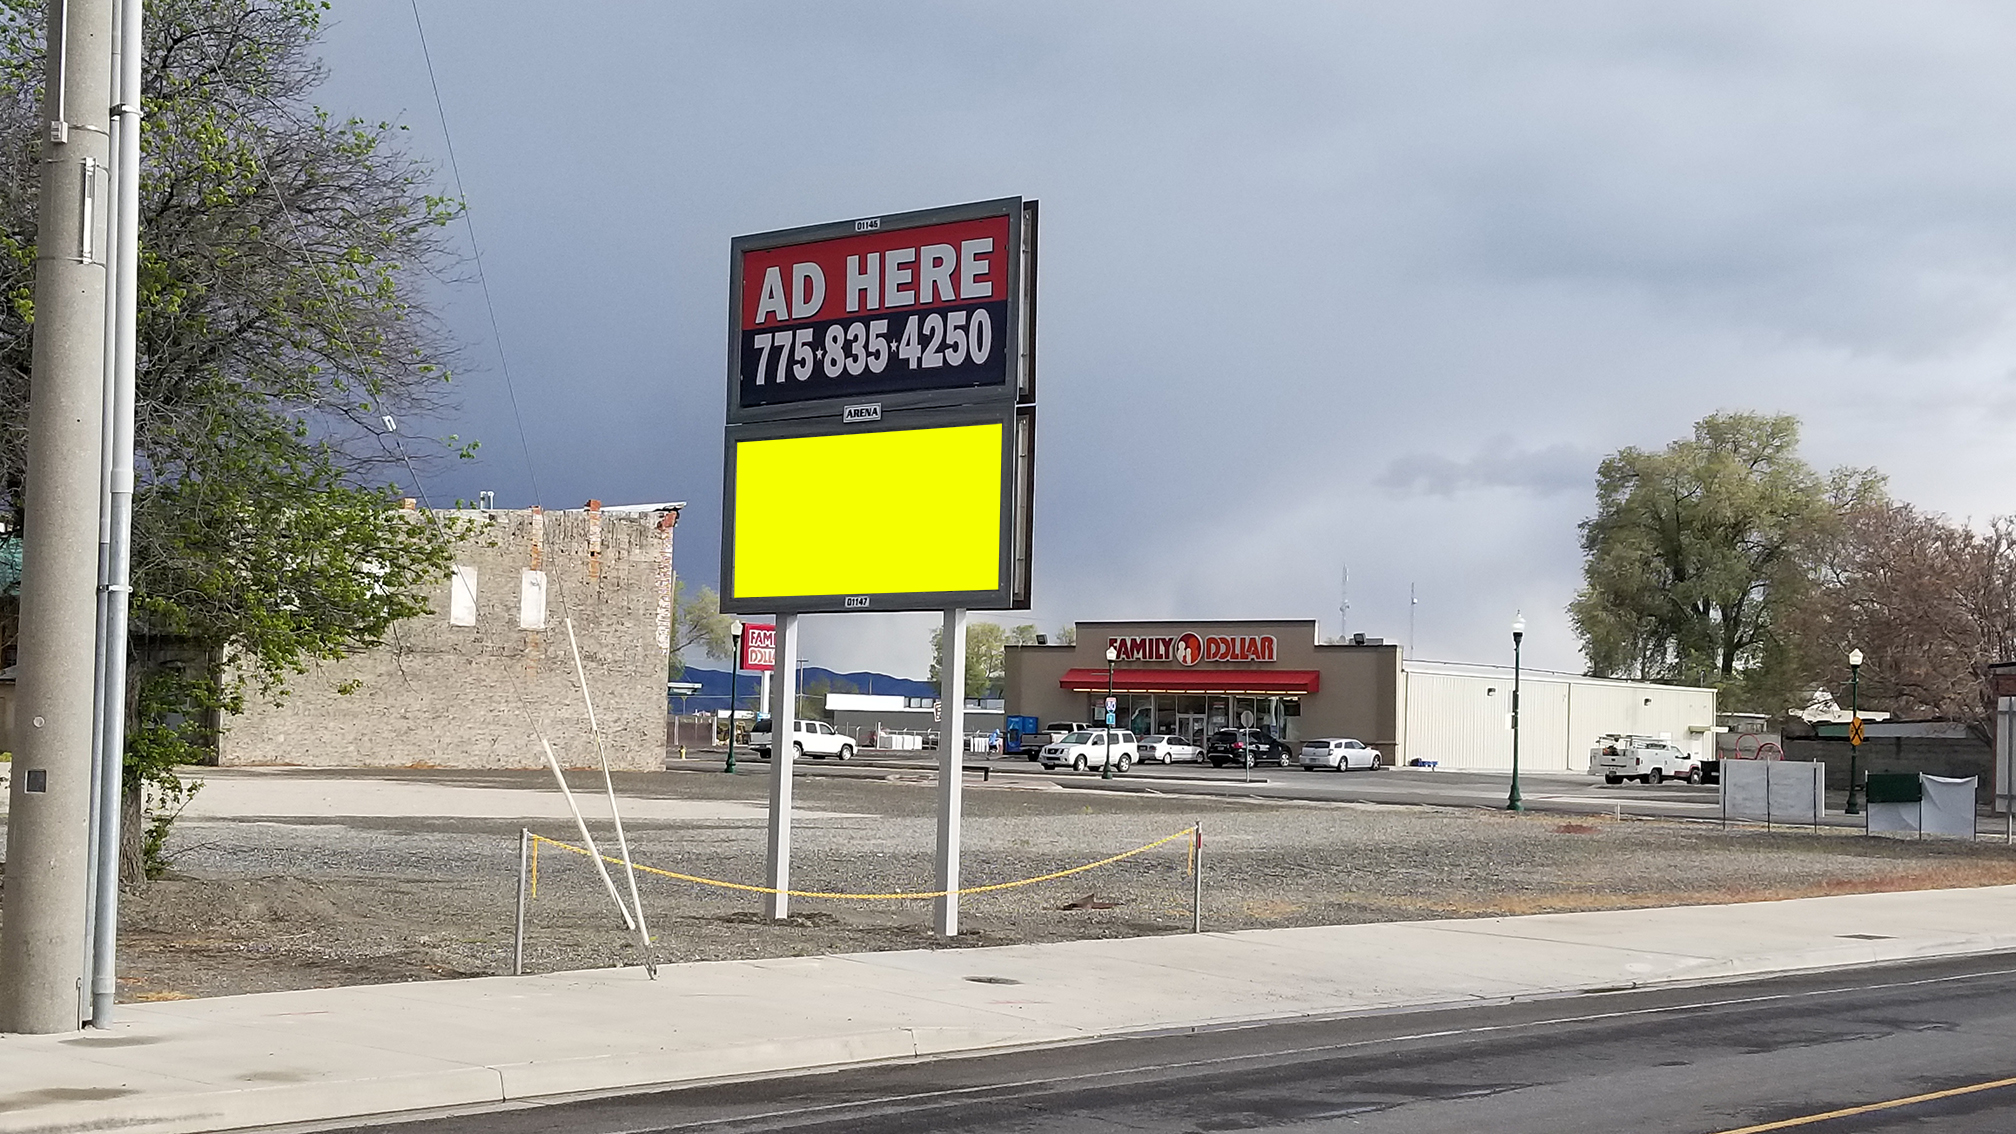 01146
AD HERE
775★835★4250
ARENA
01147
FAMILY DOLLAR